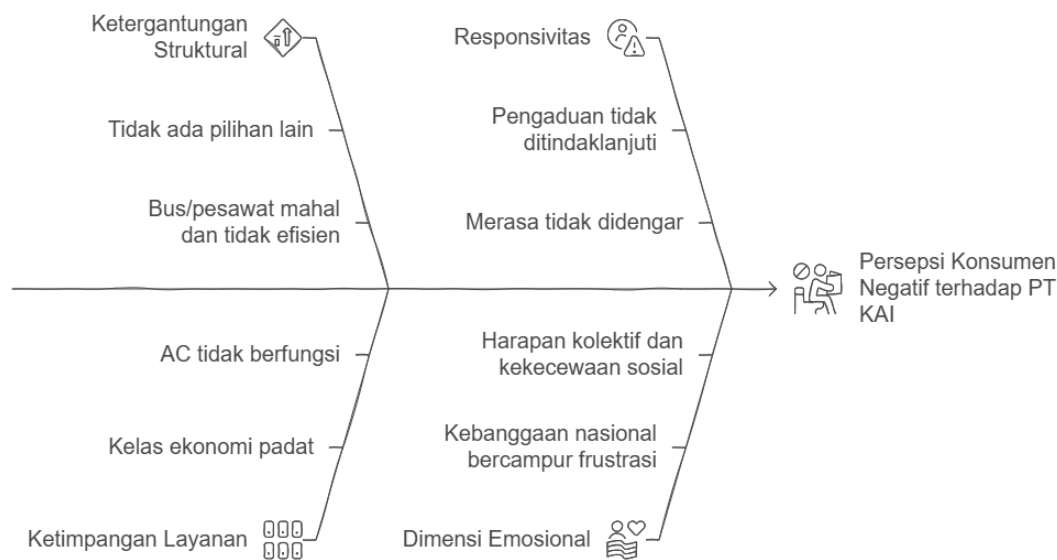 Ketergantungan
Struktural
Tidak ada pilihan lain
Bus/pesawat mahal
dan tidak efisien
Responsivitas
Pengaduan tidak
ditindaklanjuti
Merasa tidak didengar
Persepsi Konsumen
Negatif terhadap PT
KAI
AC tidak berfungsi
Kelas ekonomi padat
Ketimpangan Layanan
Harapan kolektif dan
kekecewaan sosial
Kebanggaan nasional
bercampur frustrasi
Dimensi Emosional